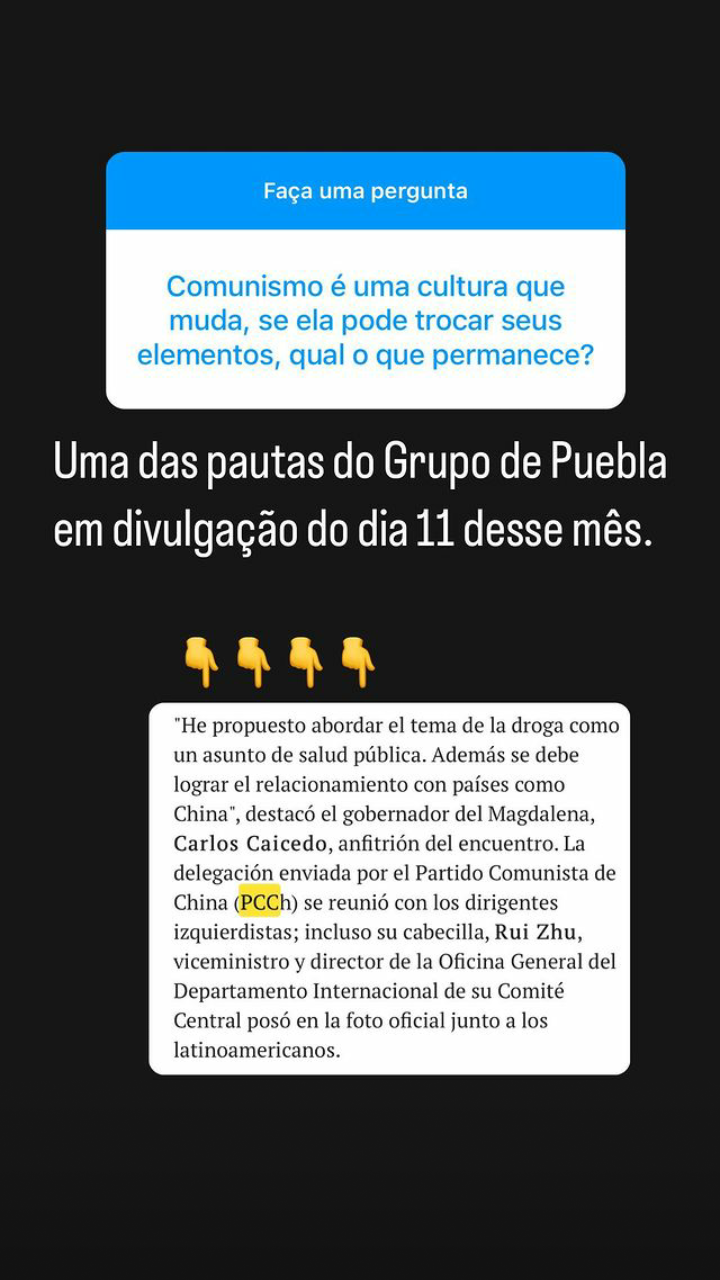 Faça uma pergunta
Comunismo é uma cultura que
muda, se ela pode trocar seus
elementos, qual o que permanece?
Uma das pautas do Grupo de Puebla
em divulgação do dia 11 desse mês.
👇👇👇👇
"He propuesto abordar el tema de la droga como
un asunto de salud pública. Además se debe
lograr el relacionamiento con países como
China", destacó el gobernador del Magdalena,
Carlos Caicedo, anfitrión del encuentro. La
delegación enviada por el Partido Comunista de
China (PCCh) se reunió con los dirigentes
izquierdistas; incluso su cabecilla, Rui Zhu,
viceministro y director de la Oficina General del
Departamento Internacional de su Comité
Central posó en la foto oficial junto a los
latinoamericanos.